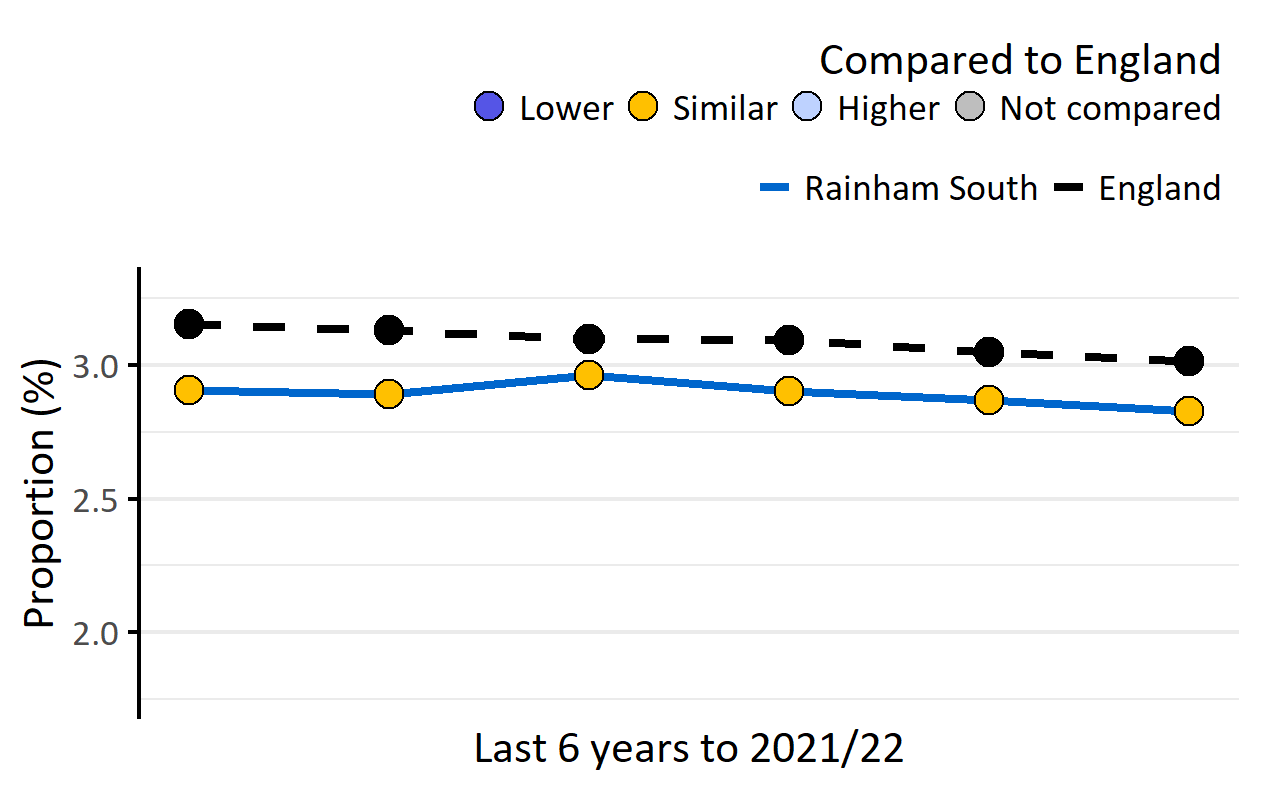 Compared to England
Lower Similar Higher Not compared
Rainham South England
Proportion (%)
3.0
2.5
2.0
Last 6 years to 2021/22